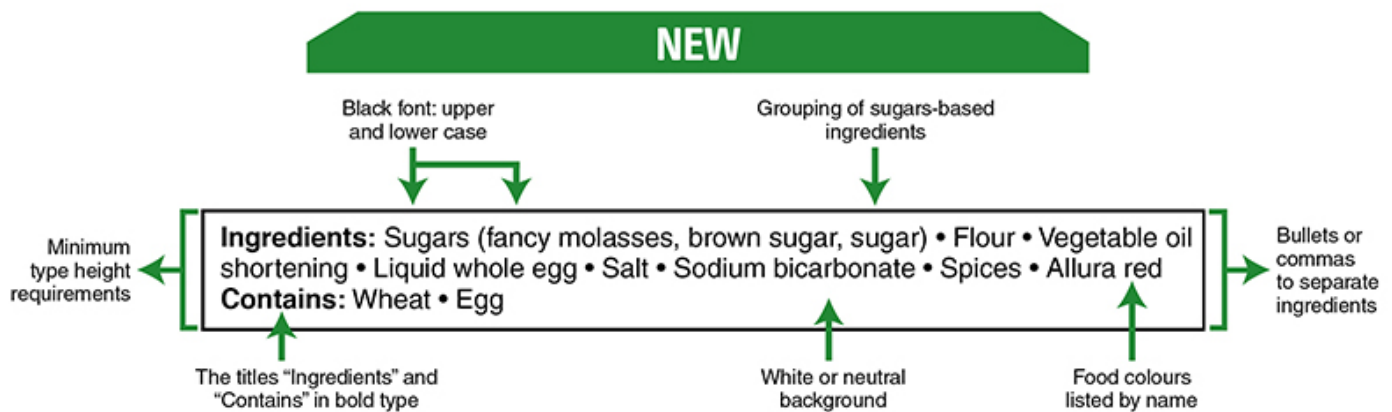 NEW
Black font: upper
and lower case
Grouping of sugars-based
ingredients
Minimum
type height
requirements
Ingredients: Sugars (fancy molasses, brown sugar, sugar) • Flour • Vegetable oil
shortening • Liquid whole egg • Salt • Sodium bicarbonate • Spices • Allura red
Contains: Wheat • Egg
Bullets or
commas
to separate
ingredients
The titles “Ingredients” and
“Contains” in bold type
White or neutral
background
Food colours
listed by name